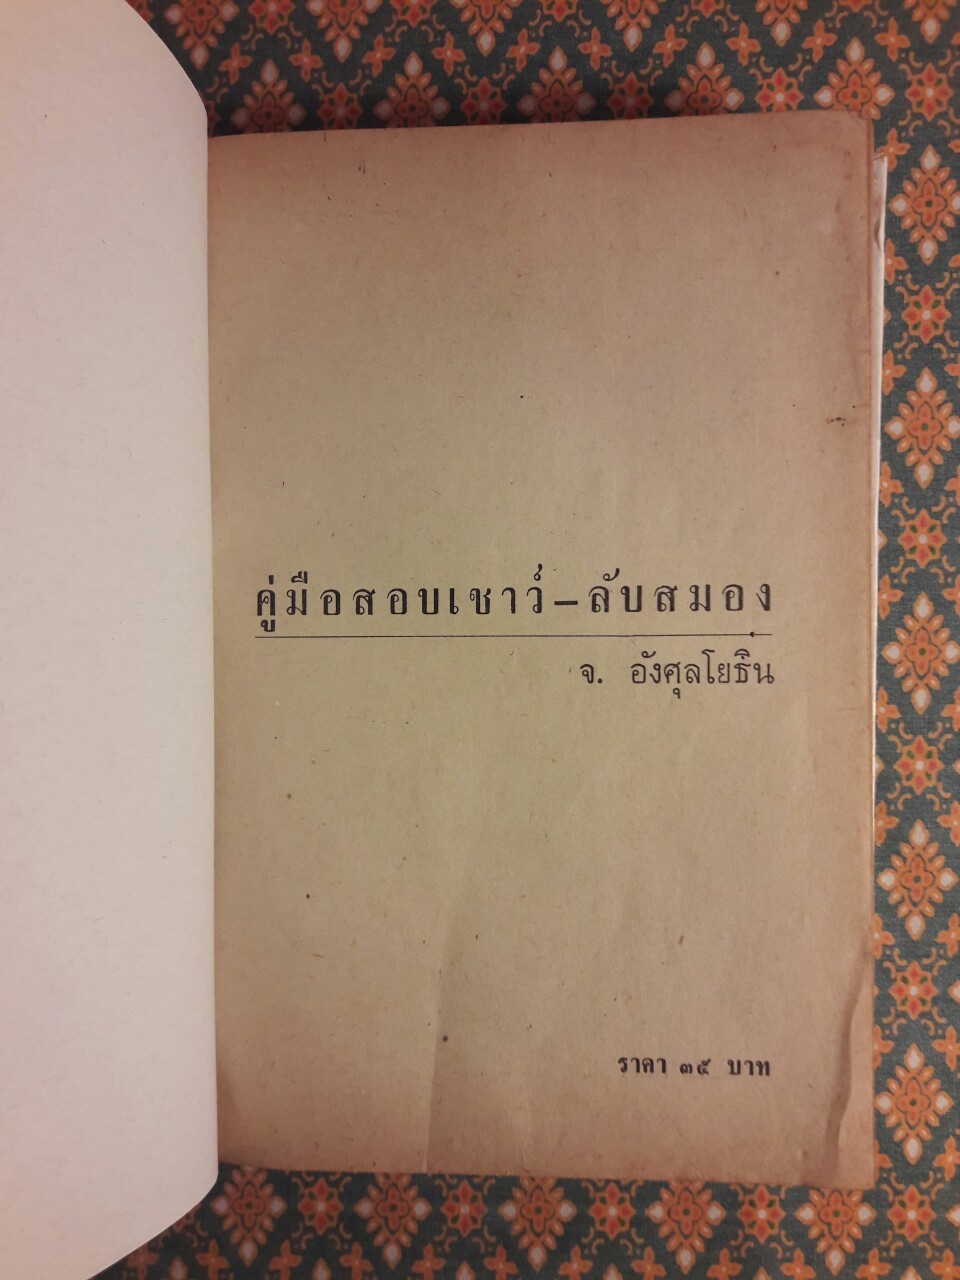 คู่มือสอบเชาว์–ลับสมอง
จ. อังศุลโยธิน
ราคา ๓๕ บาท